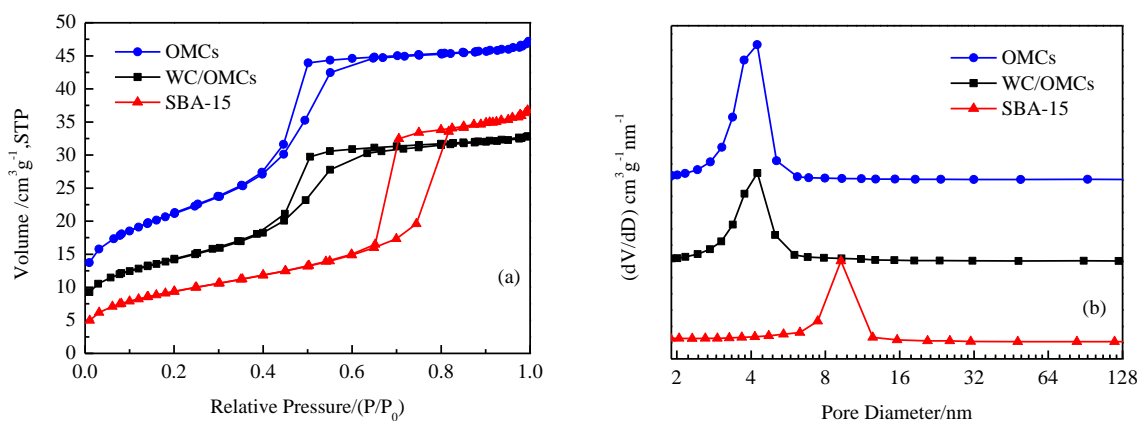 50
45
40
35
30
25
20
15
10
5
0
Volume /cm³g⁻¹,STP
OMCs
WC/OMCs
SBA-15
(a)
0.0 0.2 0.4 0.6 0.8 1.0
Relative Pressure/(P/P₀)
(dV/dD) cm³g⁻¹nm⁻¹
OMCs
WC/OMCs
SBA-15
(b)
2 4 8 16 32 64 128
Pore Diameter/nm